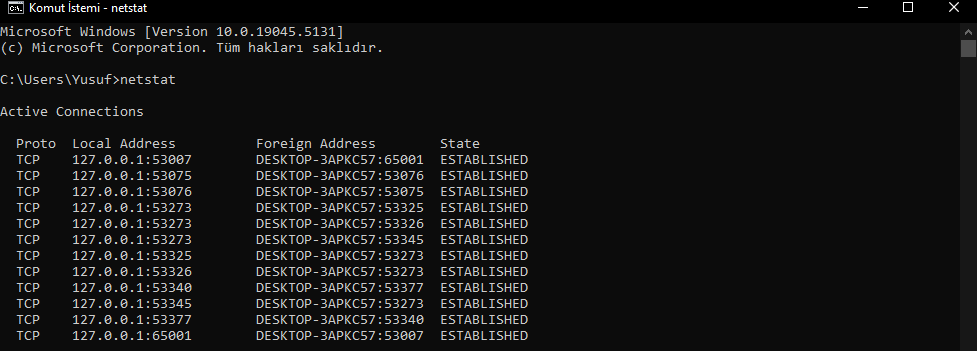 Komut İstemi - netstat
Microsoft Windows [Version 10.0.19045.5131]
(c) Microsoft Corporation. Tüm hakları saklıdır.
C:\Users\Yusuf>netstat
Active Connections
Proto  Local Address          Foreign Address        State
TCP    127.0.0.1:53007        DESKTOP-3APKC57:65001  ESTABLISHED
TCP    127.0.0.1:53075        DESKTOP-3APKC57:53076  ESTABLISHED
TCP    127.0.0.1:53076        DESKTOP-3APKC57:53075  ESTABLISHED
TCP    127.0.0.1:53273        DESKTOP-3APKC57:53325  ESTABLISHED
TCP    127.0.0.1:53273        DESKTOP-3APKC57:53326  ESTABLISHED
TCP    127.0.0.1:53273        DESKTOP-3APKC57:53345  ESTABLISHED
TCP    127.0.0.1:53325        DESKTOP-3APKC57:53273  ESTABLISHED
TCP    127.0.0.1:53326        DESKTOP-3APKC57:53273  ESTABLISHED
TCP    127.0.0.1:53340        DESKTOP-3APKC57:53377  ESTABLISHED
TCP    127.0.0.1:53345        DESKTOP-3APKC57:53273  ESTABLISHED
TCP    127.0.0.1:53377        DESKTOP-3APKC57:53340  ESTABLISHED
TCP    127.0.0.1:65001        DESKTOP-3APKC57:53007  ESTABLISHED